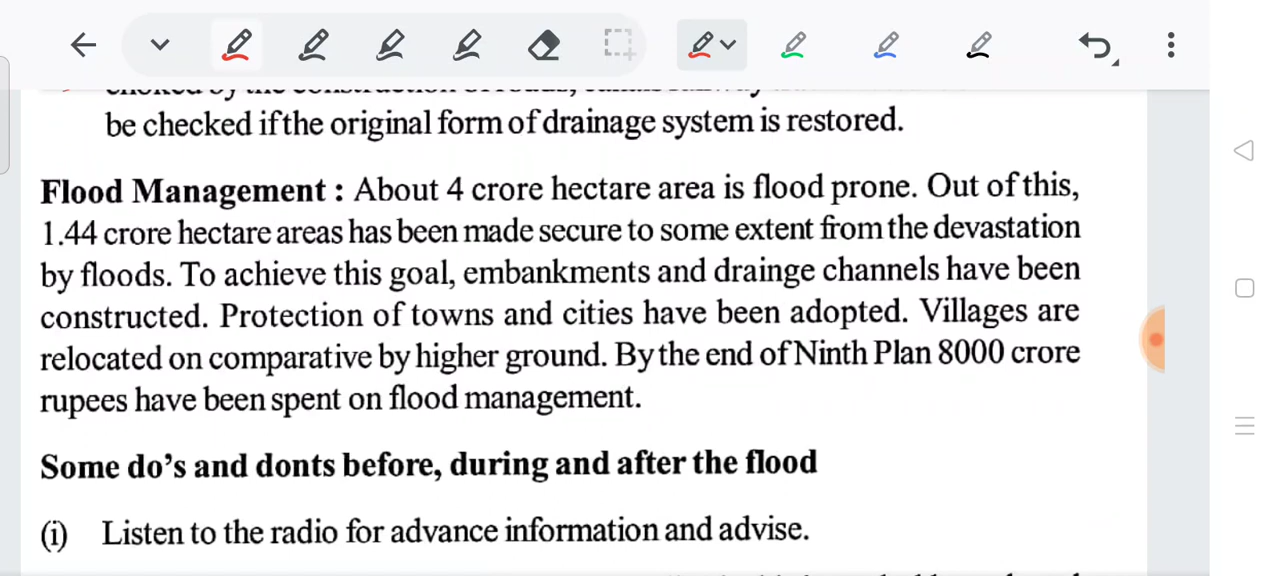 be checked if the original form of drainage system is restored.
Flood Management : About 4 crore hectare area is flood prone. Out of this,
1.44 crore hectare areas has been made secure to some extent from the devastation
by floods. To achieve this goal, embankments and drainge channels have been
constructed. Protection of towns and cities have been adopted. Villages are
relocated on comparative by higher ground. By the end of Ninth Plan 8000 crore
rupees have been spent on flood management.
Some do's and donts before, during and after the flood
(i) Listen to the radio for advance information and advise.